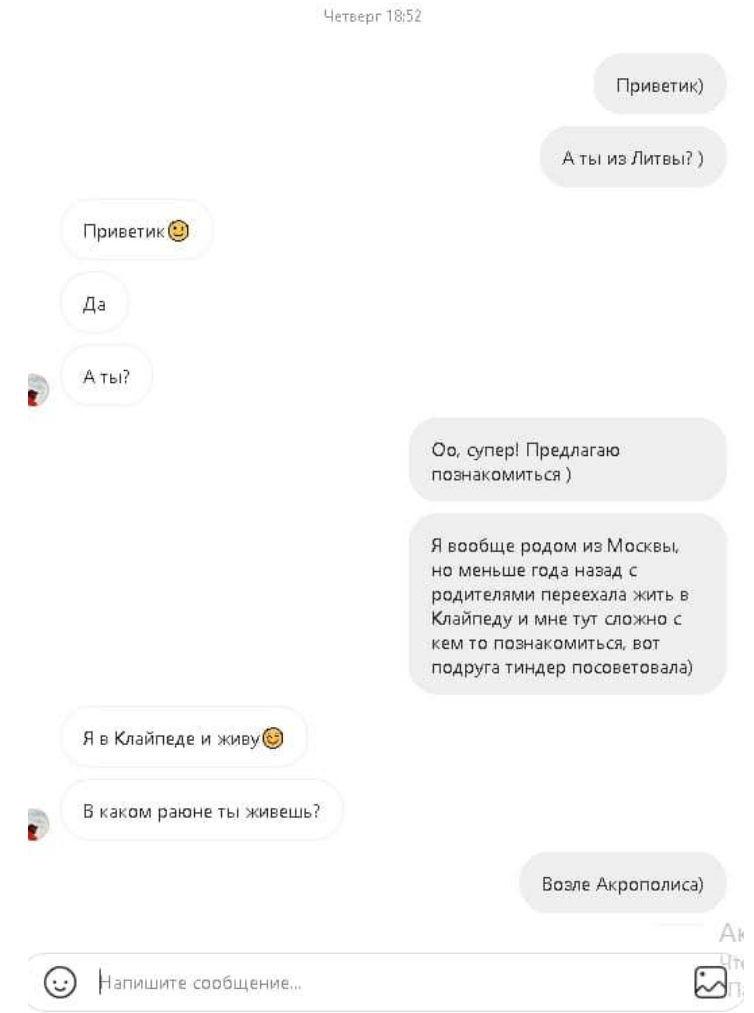 Четверг 18:52
Приветик)
А ты из Литвы? )
Приветик😉
Да
А ты?
Оо, супер! Предлагаю
познакомиться )
Я вообще родом из Москвы,
но меньше года назад с
родителями переехала жить в
Клайпеду и мне тут сложно с
кем то познакомиться, вот
подруга тиндер посоветовала)
Я в Клайпеде и живу😊
В каком раюне ты живешь?
Возле Акрополиса)
Напишите сообщение...